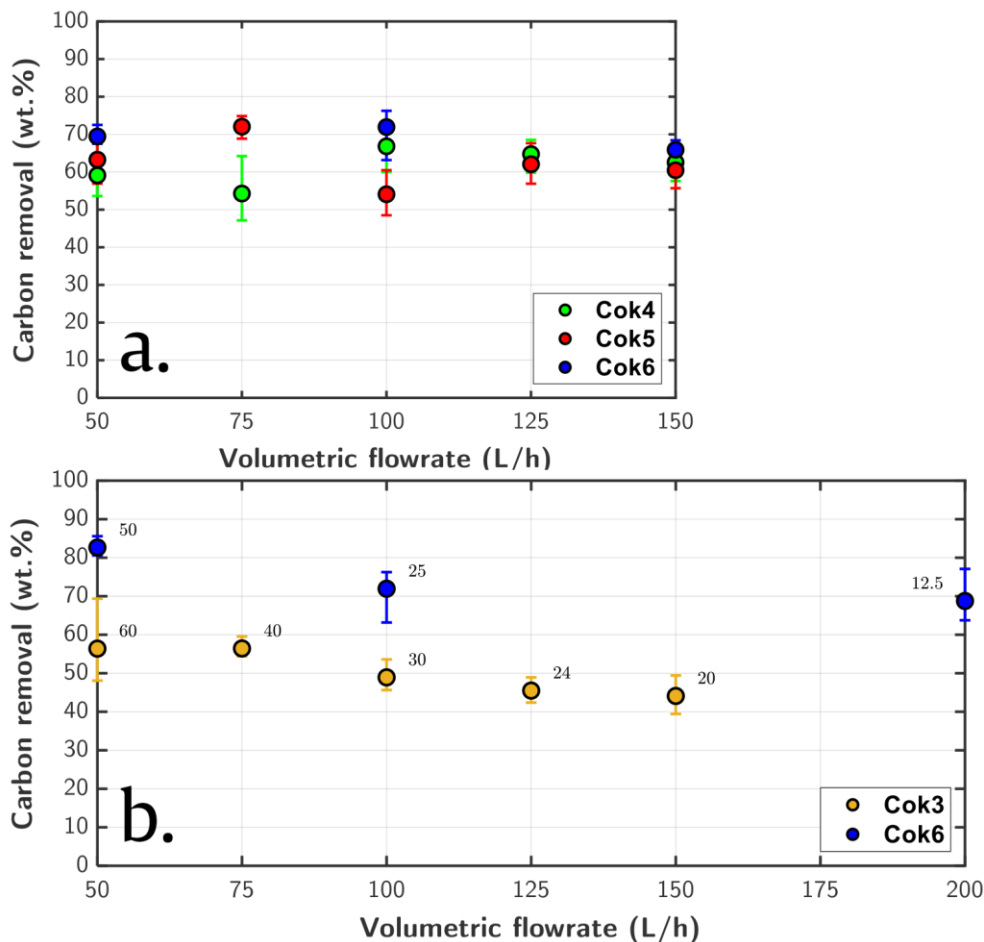 100
90
80
70
60
50
40
30
20
10
0
Carbon removal (wt.%)
a.
Cok4
Cok5
Cok6
50 75 100 125 150
Volumetric flowrate (L/h)
100
90
80
70
60
50
40
30
20
10
0
Carbon removal (wt.%)
50
60
40
25
30
24
20
12.5
b.
Cok3
Cok6
50 75 100 125 150 175 200
Volumetric flowrate (L/h)